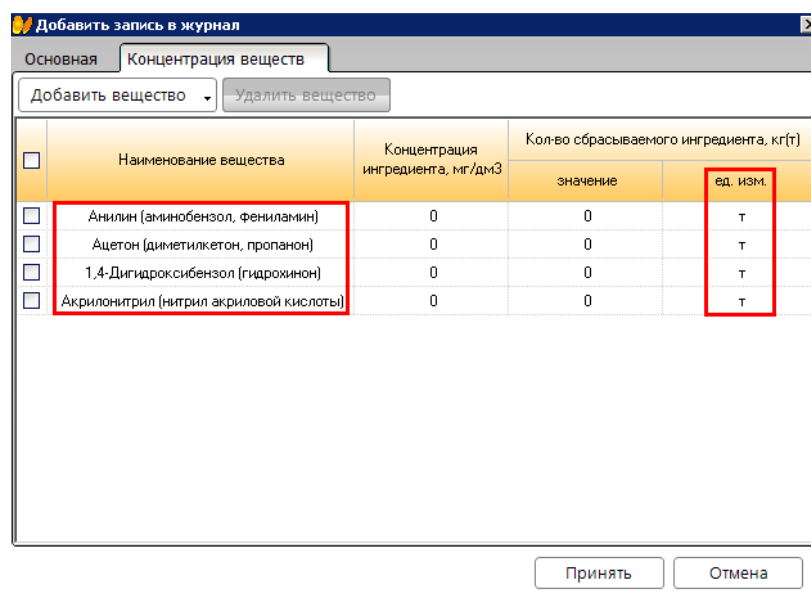 Добавить запись в журнал
Основная Концентрация веществ
Добавить вещество Удалить вещество
Наименование вещества
Концентрация
ингредиента, мг/дм3
Кол-во сбрасываемого ингредиента, кг(т)
значение ед. изм.
Анилин (аминобензол, фениламин) 0 0 т
Ацетон (диметилкетон, пропанон) 0 0 т
1,4-Дигидроксибензол (гидрохинон) 0 0 т
Акрилонитрил (нитрил акриловой кислоты) 0 0 т
Принять Отмена